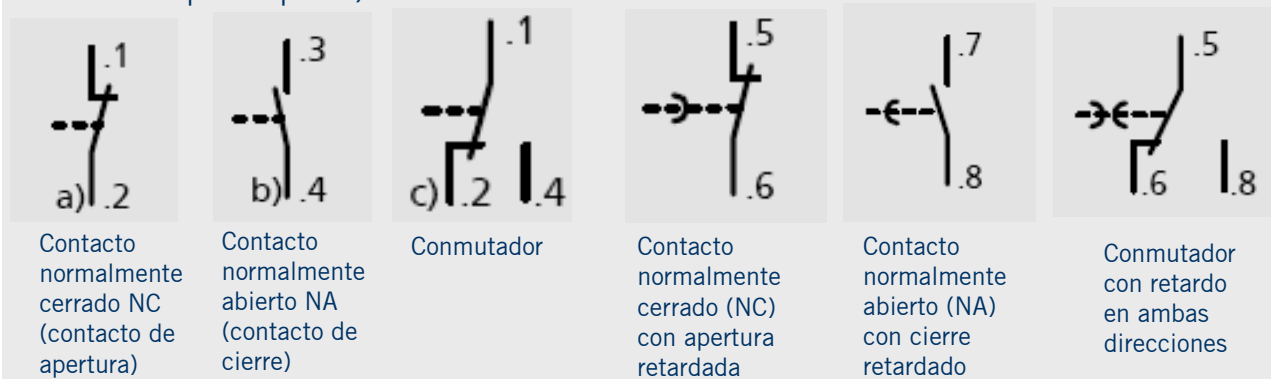 .1
a) .2
.3
b) .4
.1
c) .2 .4
.5
.6
.7
.8
.5
.6 .8
Contacto
normalmente
cerrado NC
(contacto de
apertura)
Contacto
normalmente
abierto NA
(contacto de
cierre)
Conmutador
Contacto
normalmente
cerrado (NC)
con apertura
retardada
Contacto
normalmente
abierto (NA)
con cierre
retardado
Conmutador
con retardo
en ambas
direcciones